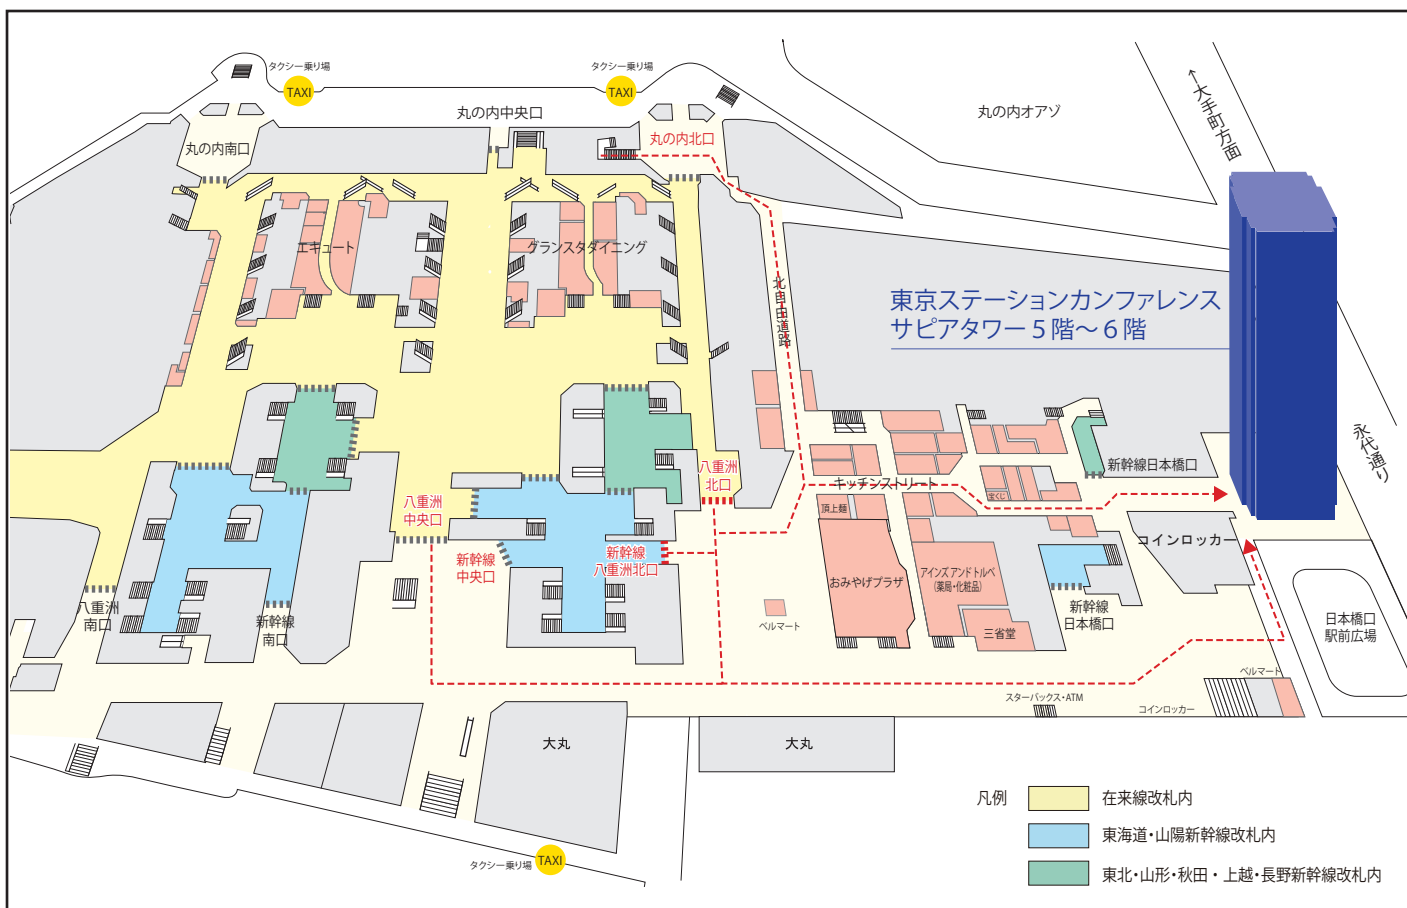 タクシー乗り場
TAXI
タクシー乗り場
TAXI
丸の内中央口
丸の内オアゾ
←大手町方面
丸の内南口
丸の内北口
エキュート
グランスタダイニング
北自由通路
東京ステーションカンファレンス
サピアタワー5階～6階
永代通り
八重洲
北口
新幹線日本橋口
キッチンストリート
宝くじ
頂上麺
八重洲
中央口
新幹線
中央口
新幹線
八重洲北口
コインロッカー
おみやげプラザ
アインズアンドトルペ
(薬局・化粧品)
八重洲
南口
新幹線
南口
ベルマート
三省堂
新幹線
日本橋口
日本橋口
駅前広場
ベルマート
スターバックス・ATM
コインロッカー
大丸
大丸
タクシー乗り場
TAXI
凡例
在来線改札内
東海道・山陽新幹線改札内
東北・山形・秋田・上越・長野新幹線改札内